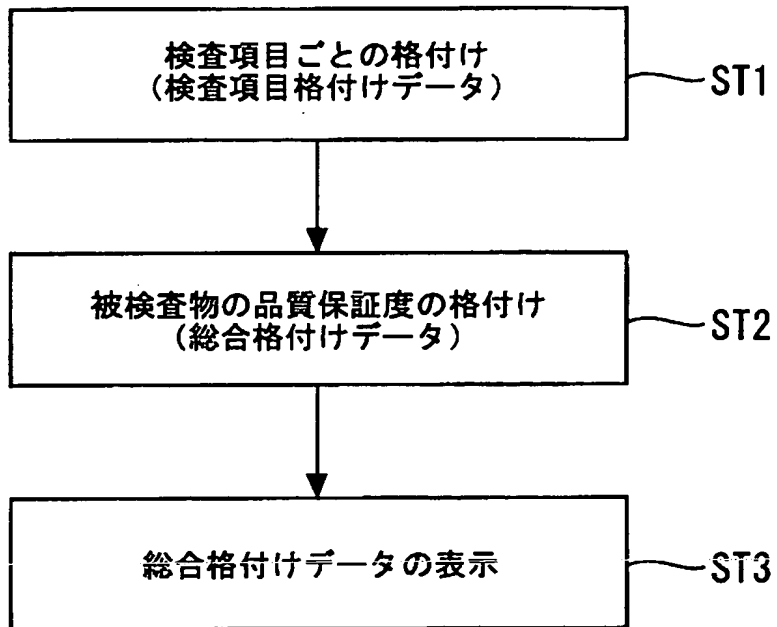 検査項目ごとの格付け
(検査項目格付けデータ)
ST1
被検査物の品質保証度の格付け
(総合格付けデータ)
ST2
総合格付けデータの表示
ST3